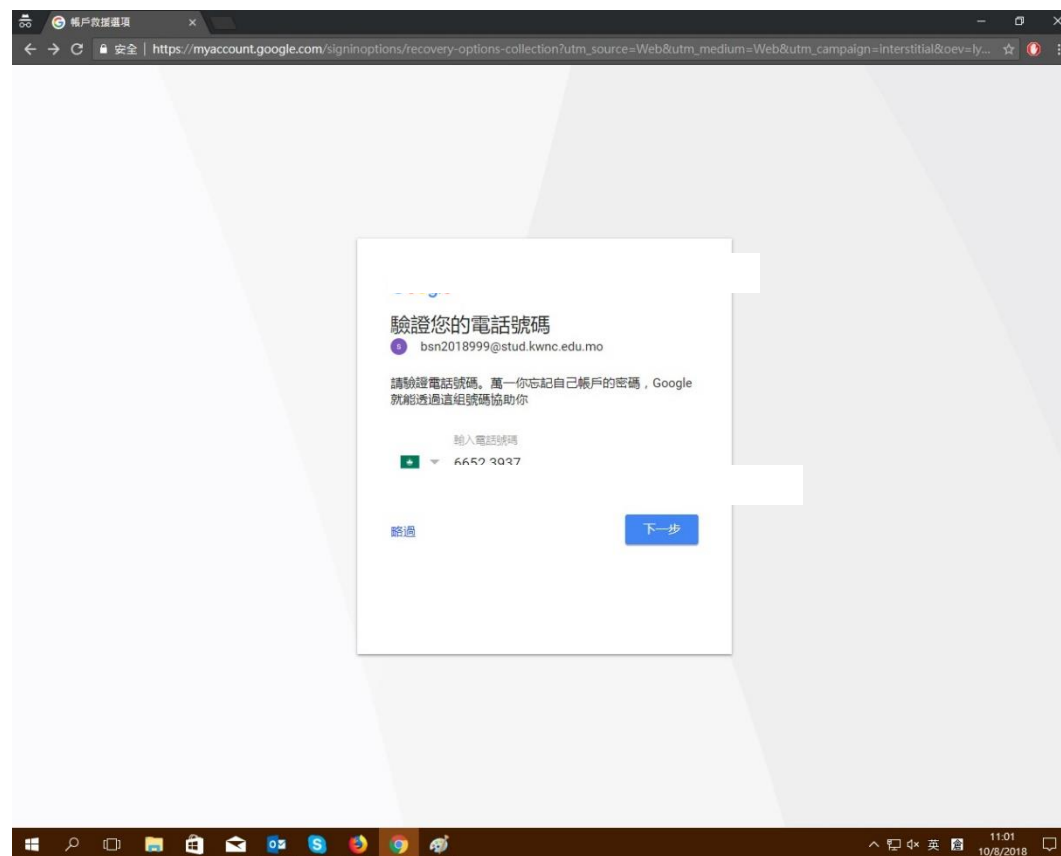 帳戶救援選項
安全 | https://myaccount.google.com/signinoptions/recovery-options-collection?utm_source=Web&utm_medium=Web&utm_campaign=interstitial&oev=ly...
驗證您的電話號碼
s bsn2018999@stud.kwnc.edu.mo
請驗證電話號碼。萬一你忘記自己帳戶的密碼，Google
就能透過這組號碼協助你
輸入電話號碼
6652 3937
略過 下一步
英 倉 11:01
10/8/2018